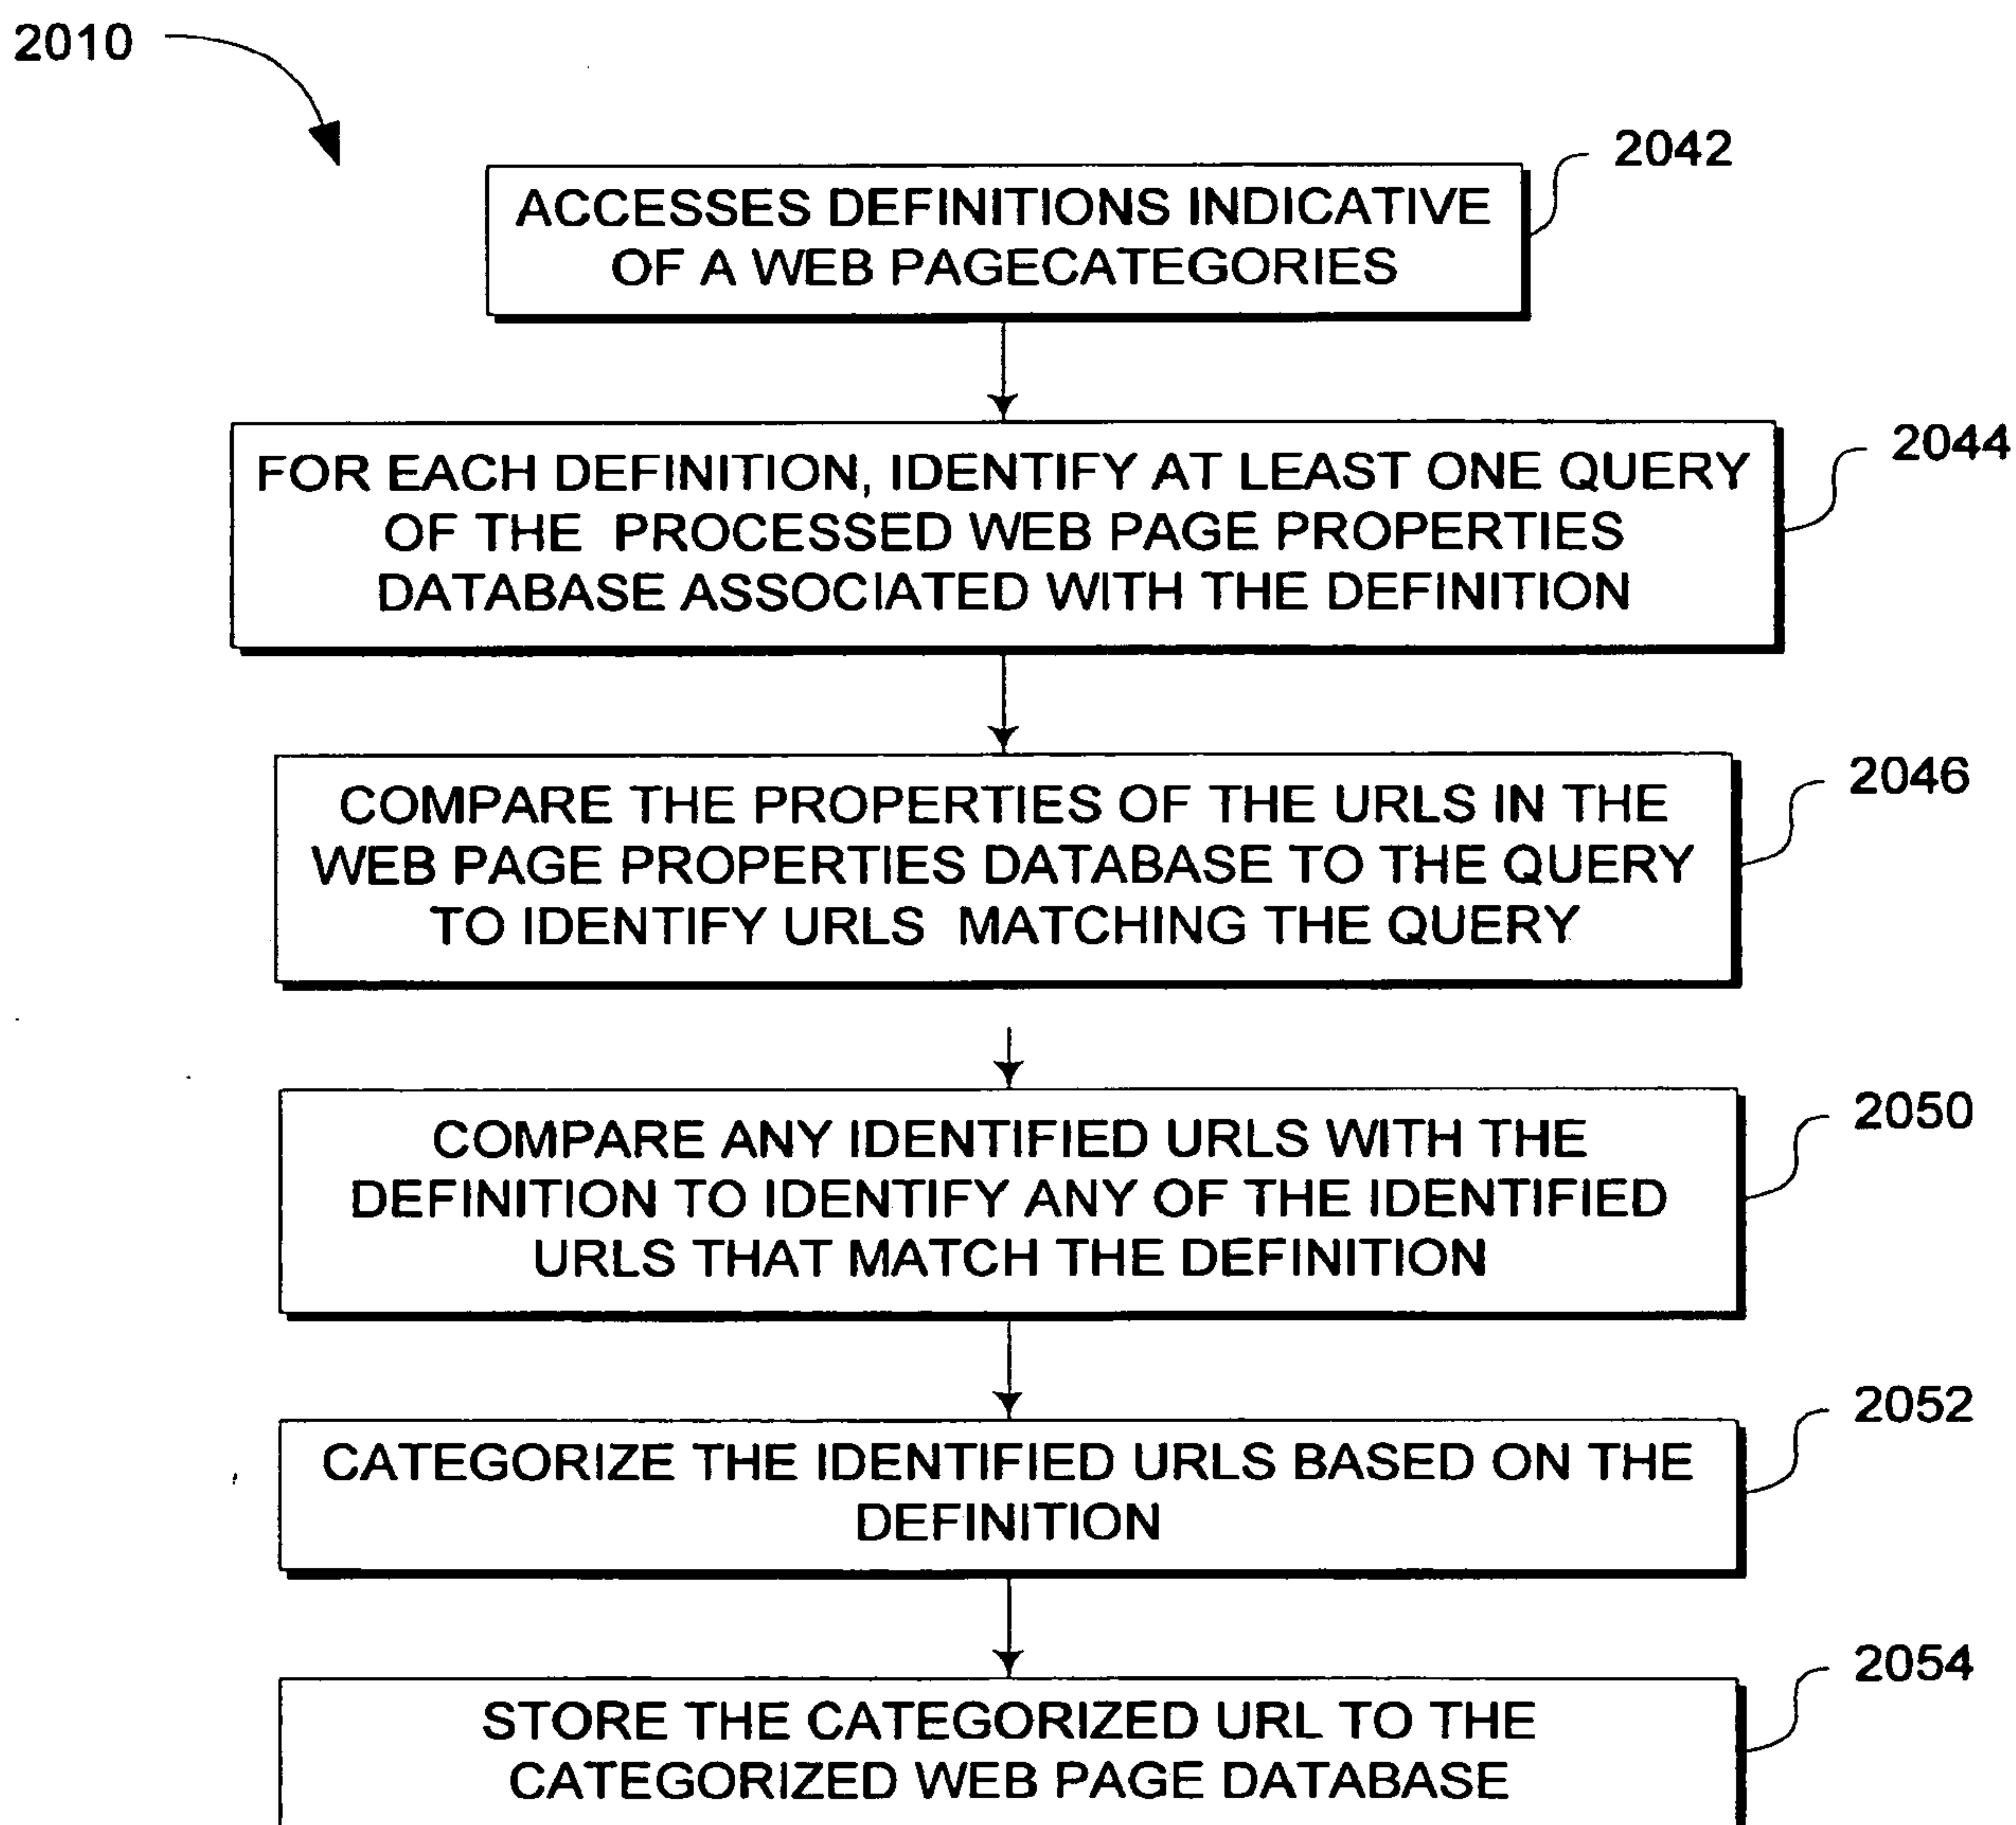 2010
2042
ACCESSES DEFINITIONS INDICATIVE
OF A WEB PAGECATEGORIES
2044
FOR EACH DEFINITION, IDENTIFY AT LEAST ONE QUERY
OF THE PROCESSED WEB PAGE PROPERTIES
DATABASE ASSOCIATED WITH THE DEFINITION
2046
COMPARE THE PROPERTIES OF THE URLS IN THE
WEB PAGE PROPERTIES DATABASE TO THE QUERY
TO IDENTIFY URLS MATCHING THE QUERY
2050
COMPARE ANY IDENTIFIED URLS WITH THE
DEFINITION TO IDENTIFY ANY OF THE IDENTIFIED
URLS THAT MATCH THE DEFINITION
2052
CATEGORIZE THE IDENTIFIED URLS BASED ON THE
DEFINITION
2054
STORE THE CATEGORIZED URL TO THE
CATEGORIZED WEB PAGE DATABASE